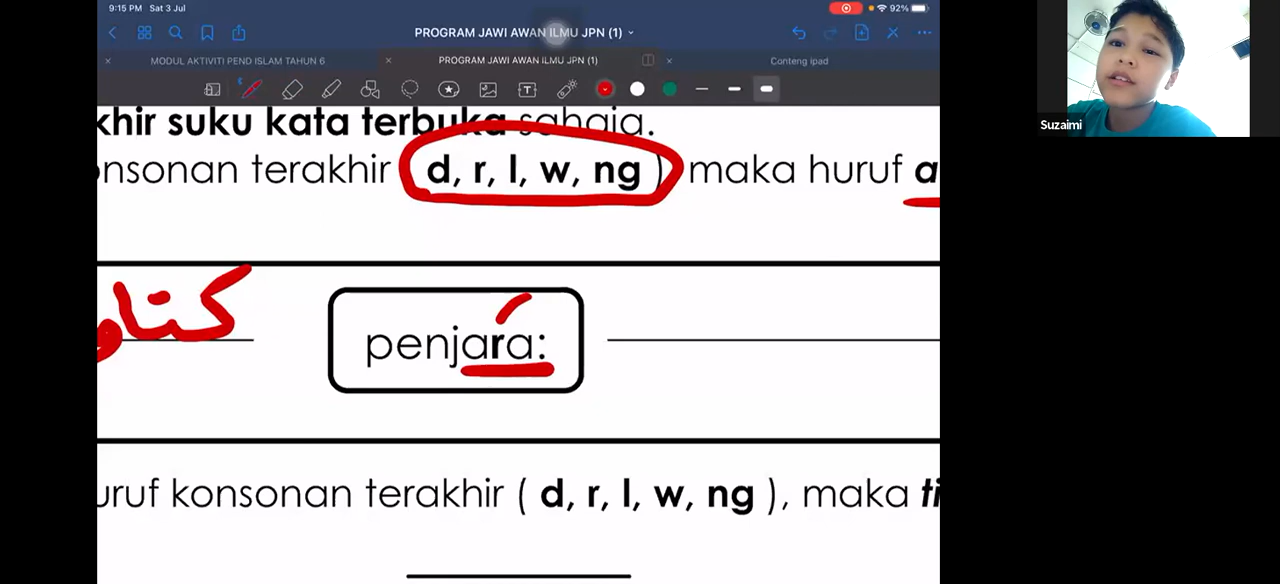 9:15 PM Sat 3 Jul
92%
PROGRAM JAWI AWAN ILMU JPN (1)
MODUL AKTIVITI PEND ISLAM TAHUN 6
PROGRAM JAWI AWAN ILMU JPN (1)
Conteng ipad
khir suku kata terbuka sahaja.
onsonan terakhir ( d, r, l, w, ng ) maka huruf a
penjara:
uruf konsonan terakhir ( d, r, l, w, ng ), maka ti
Suzaimi